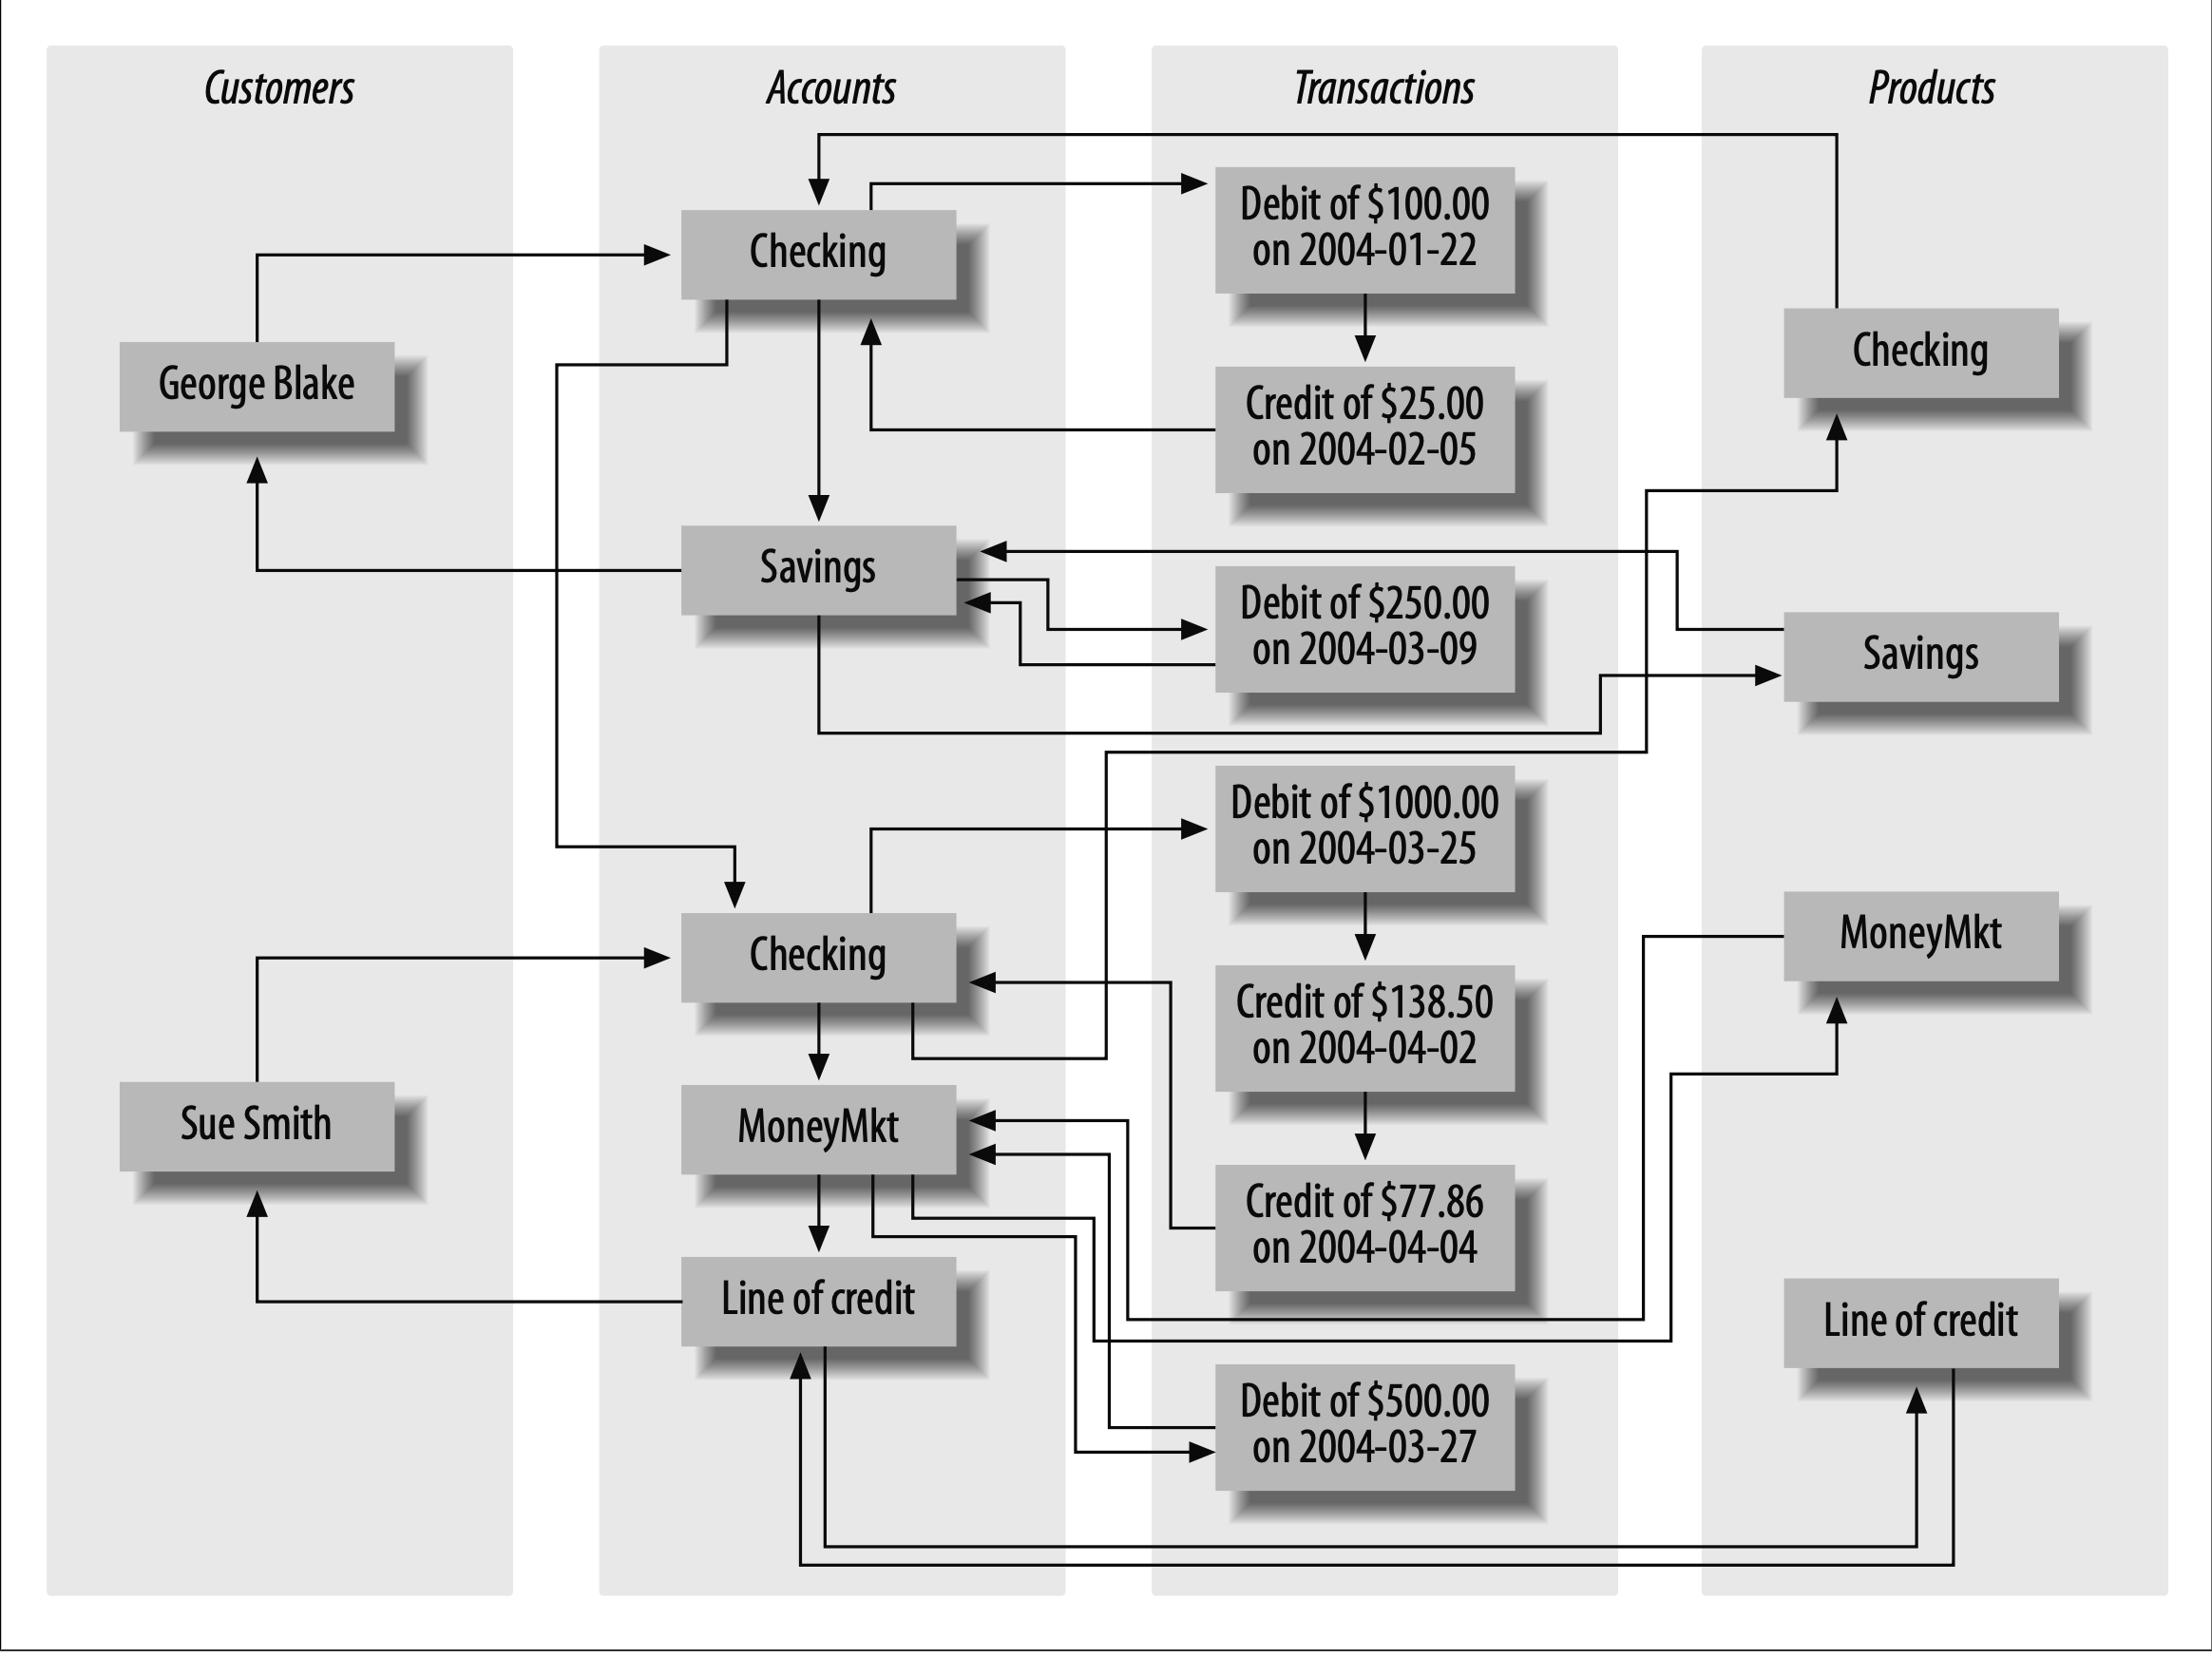 Customers
George Blake
Sue Smith
Accounts
Checking
Savings
Checking
MoneyMkt
Line of credit
Transactions
Debit of $100.00
on 2004-01-22
Credit of $25.00
on 2004-02-05
Debit of $250.00
on 2004-03-09
Debit of $1000.00
on 2004-03-25
Credit of $138.50
on 2004-04-02
Credit of $77.86
on 2004-04-04
Debit of $500.00
on 2004-03-27
Products
Checking
Savings
MoneyMkt
Line of credit